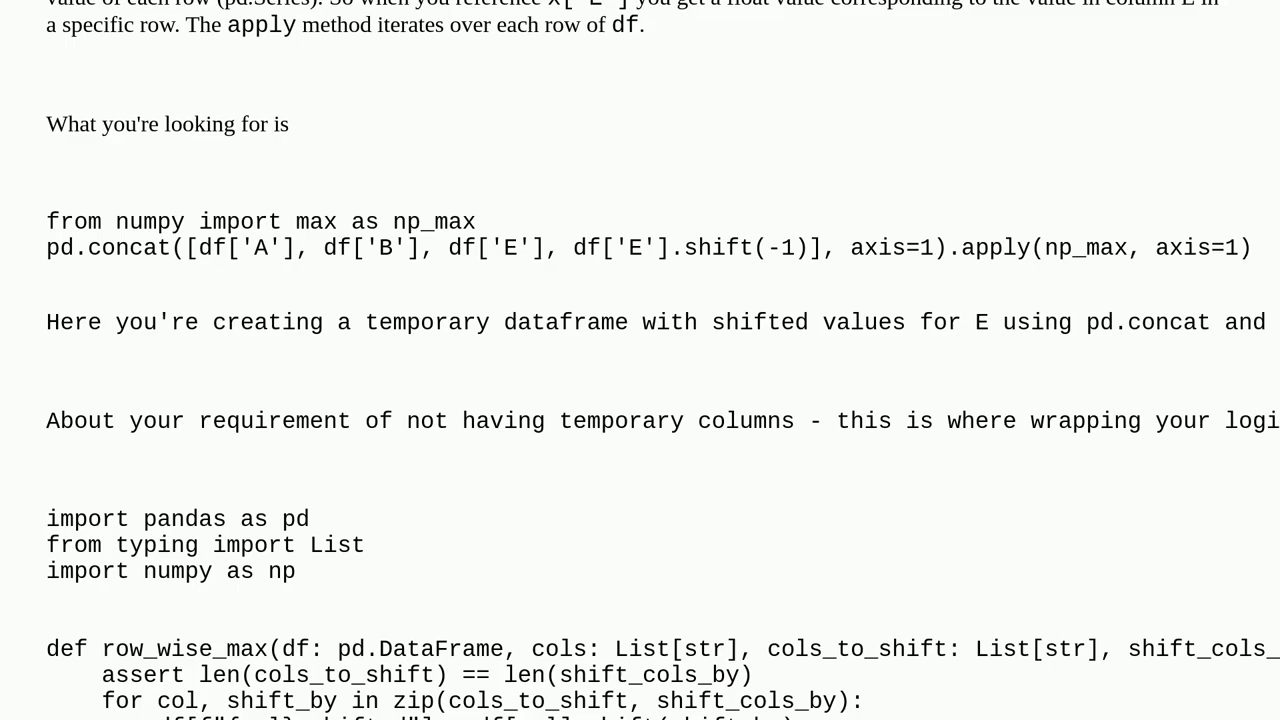 a specific row. The apply method iterates over each row of df.
What you're looking for is
from numpy import max as np_max
pd.concat([df['A'], df['B'], df['E'], df['E'].shift(-1)], axis=1).apply(np_max, axis=1)
Here you're creating a temporary dataframe with shifted values for E using pd.concat and
About your requirement of not having temporary columns - this is where wrapping your logi
import pandas as pd
from typing import List
import numpy as np
def row_wise_max(df: pd.DataFrame, cols: List[str], cols_to_shift: List[str], shift_cols_
assert len(cols_to_shift) == len(shift_cols_by)
for col, shift_by in zip(cols_to_shift, shift_cols_by):